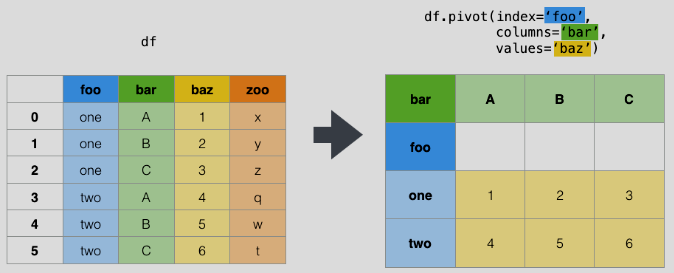 df
foo bar baz zoo
0 one A 1 x
1 one B 2 y
2 one C 3 z
3 two A 4 q
4 two B 5 w
5 two C 6 t
df.pivot(index=‘foo’,
columns=‘bar’,
values=‘baz’)
bar A B C
foo
one 1 2 3
two 4 5 6